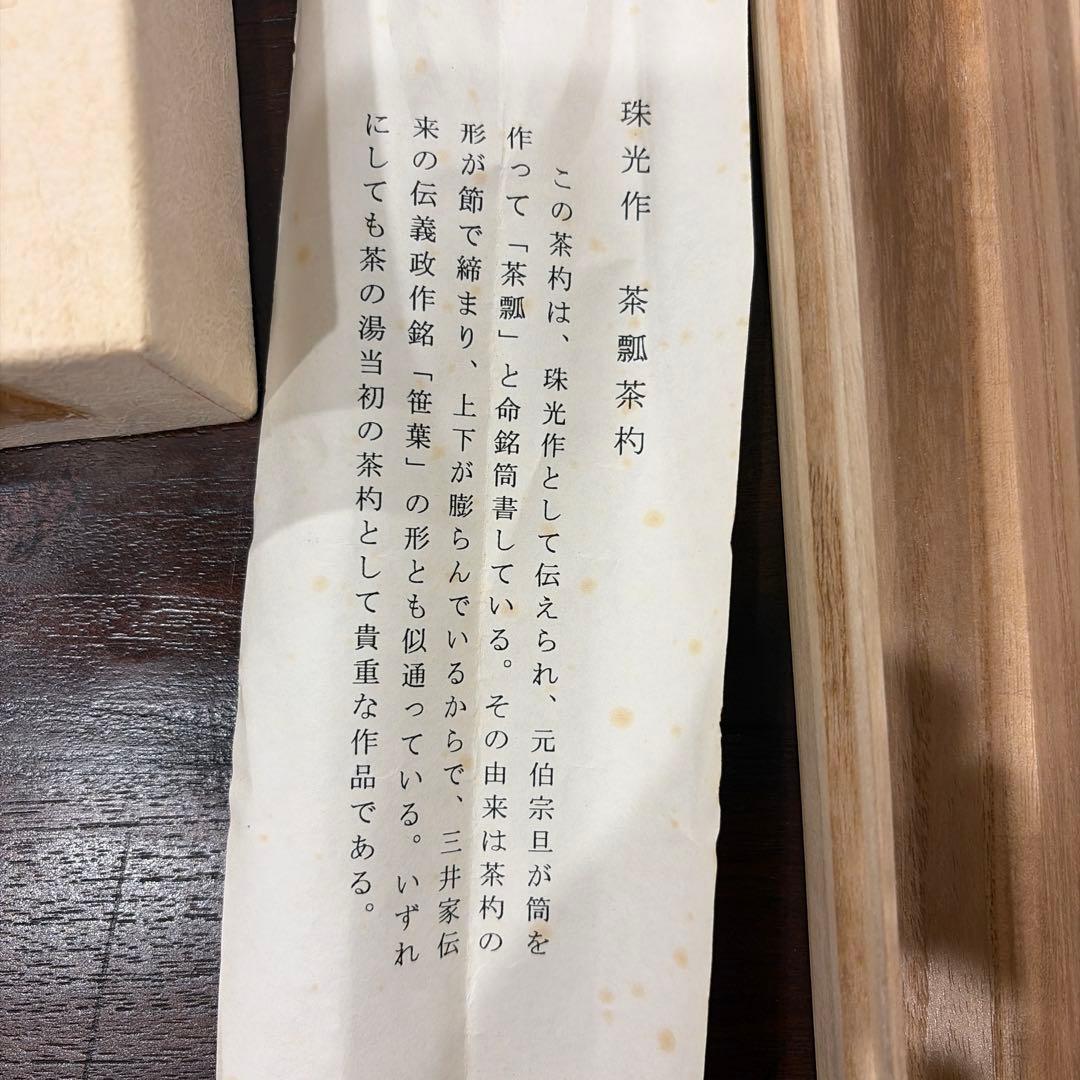 珠光作　茶瓢茶杓
この茶杓は、珠光作として伝えられ、元伯宗旦が筒を
作って「茶瓢」と命銘筒書している。その由来は茶杓の
形が節で締まり、上下が膨らんでいるからで、三井家伝
来の伝義政作銘「笹葉」の形とも似通っている。いずれ
にしても茶の湯当初の茶杓として貴重な作品である。